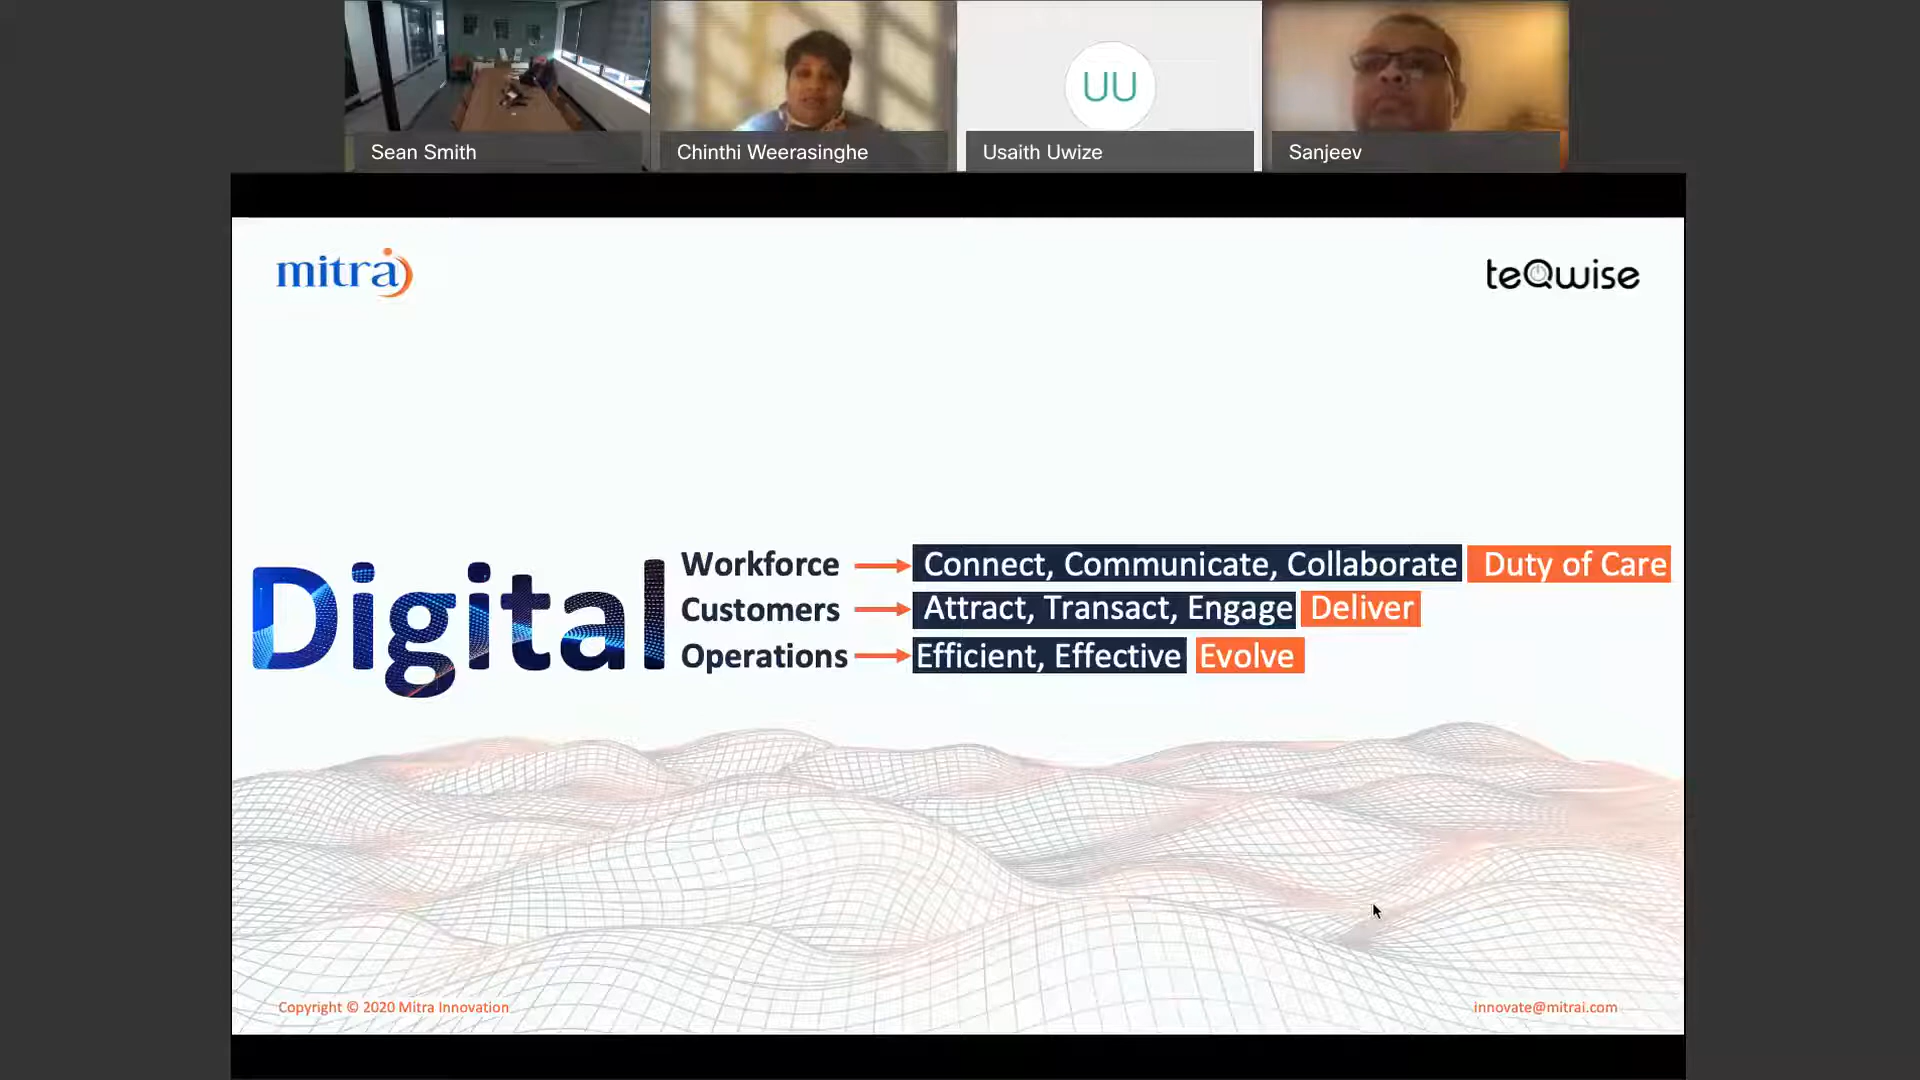 Sean Smith
Chinthi Weerasinghe
UU
Usaith Uwize
Sanjeev
mitrai
teQwise
Digital
Workforce
Connect, Communicate, Collaborate
Duty of Care
Customers
Attract, Transact, Engage
Deliver
Operations
Efficient, Effective
Evolve
Copyright © 2020 Mitra Innovation
innovate@mitrai.com